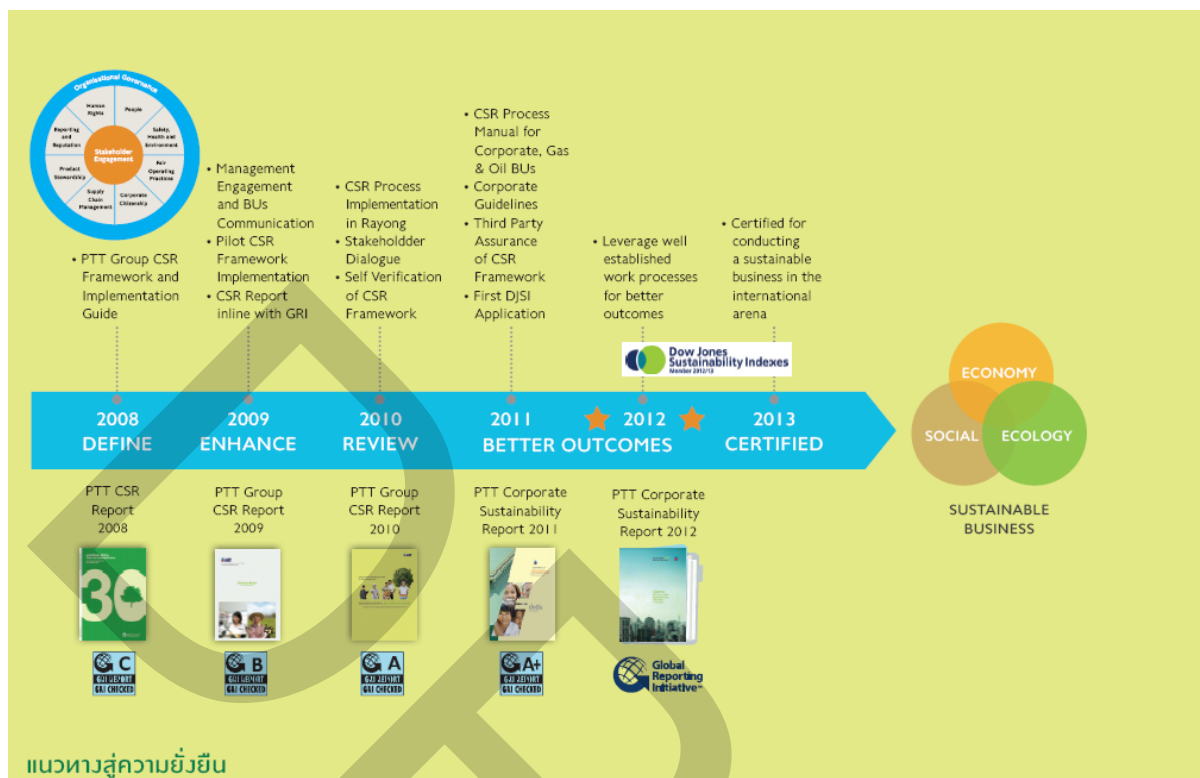 Organisational Governance
Human
Rights
People
Reporting
and
Reputation
Safety,
Health and
Environment
Stakeholder
Engagement
Product
Stewardship
Fair
Operating
Practices
Supply
Chain
Management
Corporate
Citizenship
• PTT Group CSR
Framework and
Implementation
Guide
• Management
Engagement
and BUs
Communication
• Pilot CSR
Framework
Implementation
• CSR Report
inline with GRI
• CSR Process
Implementation
in Rayong
• Stakeholdder
Dialogue
• Self Verification
of CSR
Framework
• CSR Process
Manual for
Corporate, Gas
& Oil BUs
• Corporate
Guidelines
• Third Party
Assurance
of CSR
Framework
• First DJSI
Application
• Leverage well
established
work processes
for better
outcomes
• Certified for
conducting
a sustainable
business in the
international
arena
Dow Jones
Sustainability Indexes
Member 2012/13
2008
DEFINE
2009
ENHANCE
2010
REVIEW
2011
2012
BETTER OUTCOMES
2013
CERTIFIED
ECONOMY
SOCIAL
ECOLOGY
SUSTAINABLE
BUSINESS
PTT CSR
Report
2008
PTT Group
CSR Report
2009
PTT Group
CSR Report
2010
PTT Corporate
Sustainability
Report 2011
PTT Corporate
Sustainability
Report 2012
30
C
GRI REPORT
GRI CHECKED
B
GRI REPORT
GRI CHECKED
A
GRI REPORT
GRI CHECKED
A+
GRI REPORT
GRI CHECKED
Global
Reporting
Initiative™
แนวทางสู่ความยั่งยืน